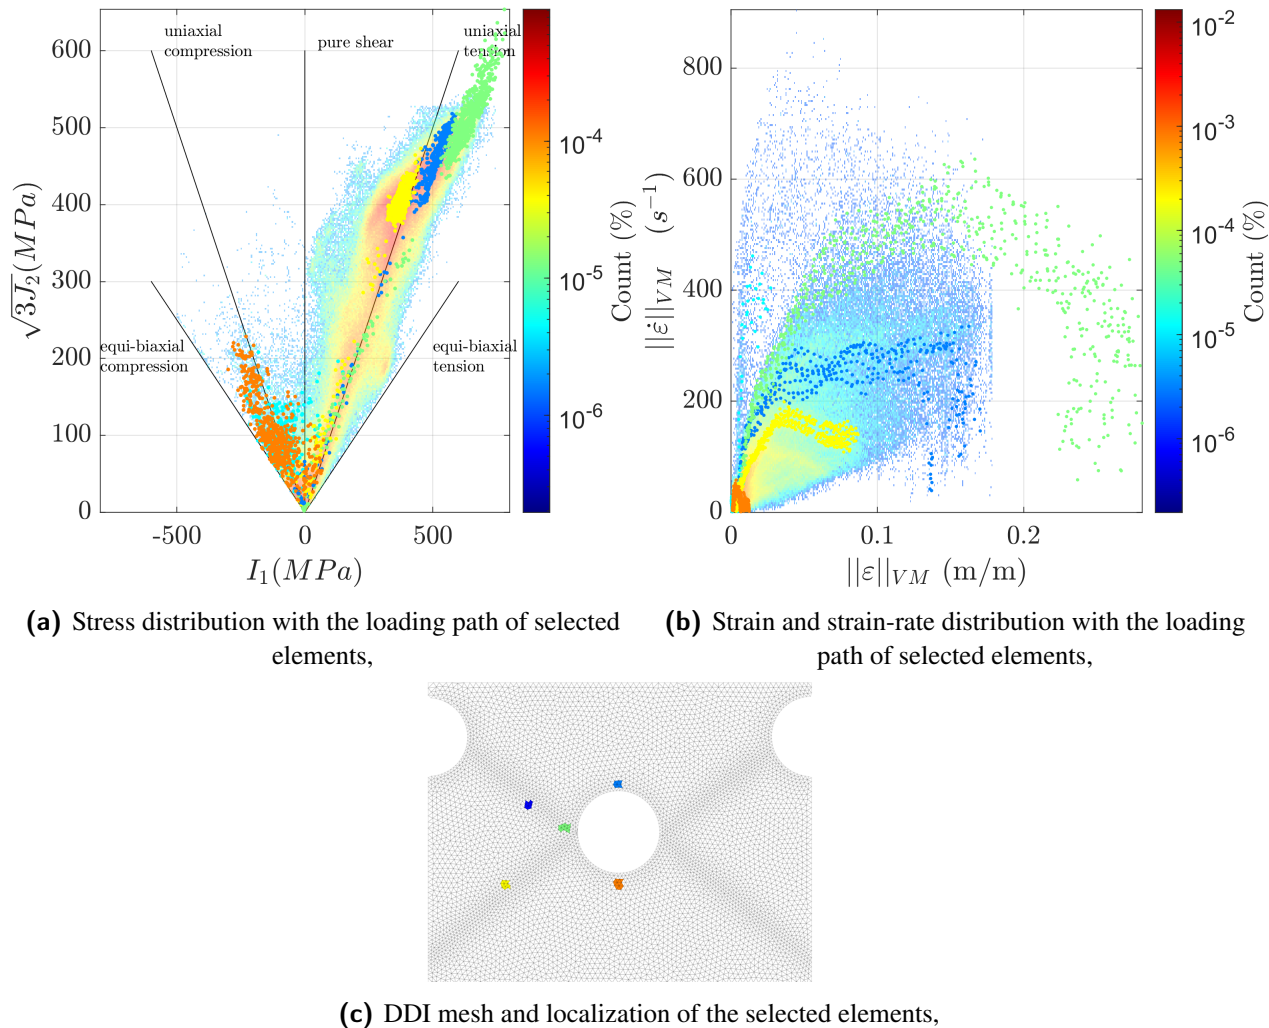 uniaxial
compression
pure shear
uniaxial
tension
equi-biaxial
compression
equi-biaxial
tension
600
500
400
300
200
100
0
-500
0
500
√3J₂(MPa)
I₁(MPa)
10⁻⁴
10⁻⁵
10⁻⁶
Count (%)
800
600
400
200
0
0
0.1
0.2
||ε̇||VM (s⁻¹)
||ε||VM (m/m)
10⁻²
10⁻³
10⁻⁴
10⁻⁵
10⁻⁶
Count (%)
(a) Stress distribution with the loading path of selected
elements,
(b) Strain and strain-rate distribution with the loading
path of selected elements,
(c) DDI mesh and localization of the selected elements,